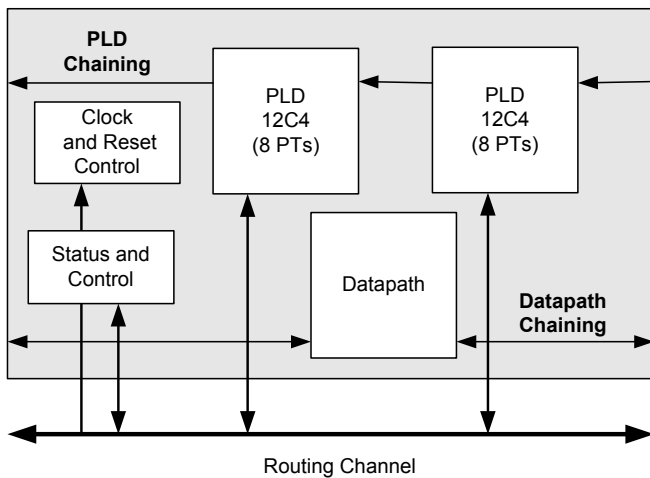 PLD
Chaining
PLD
12C4
(8 PTs)
PLD
12C4
(8 PTs)
Clock
and Reset
Control
Status and
Control
Datapath
Datapath
Chaining
Routing Channel